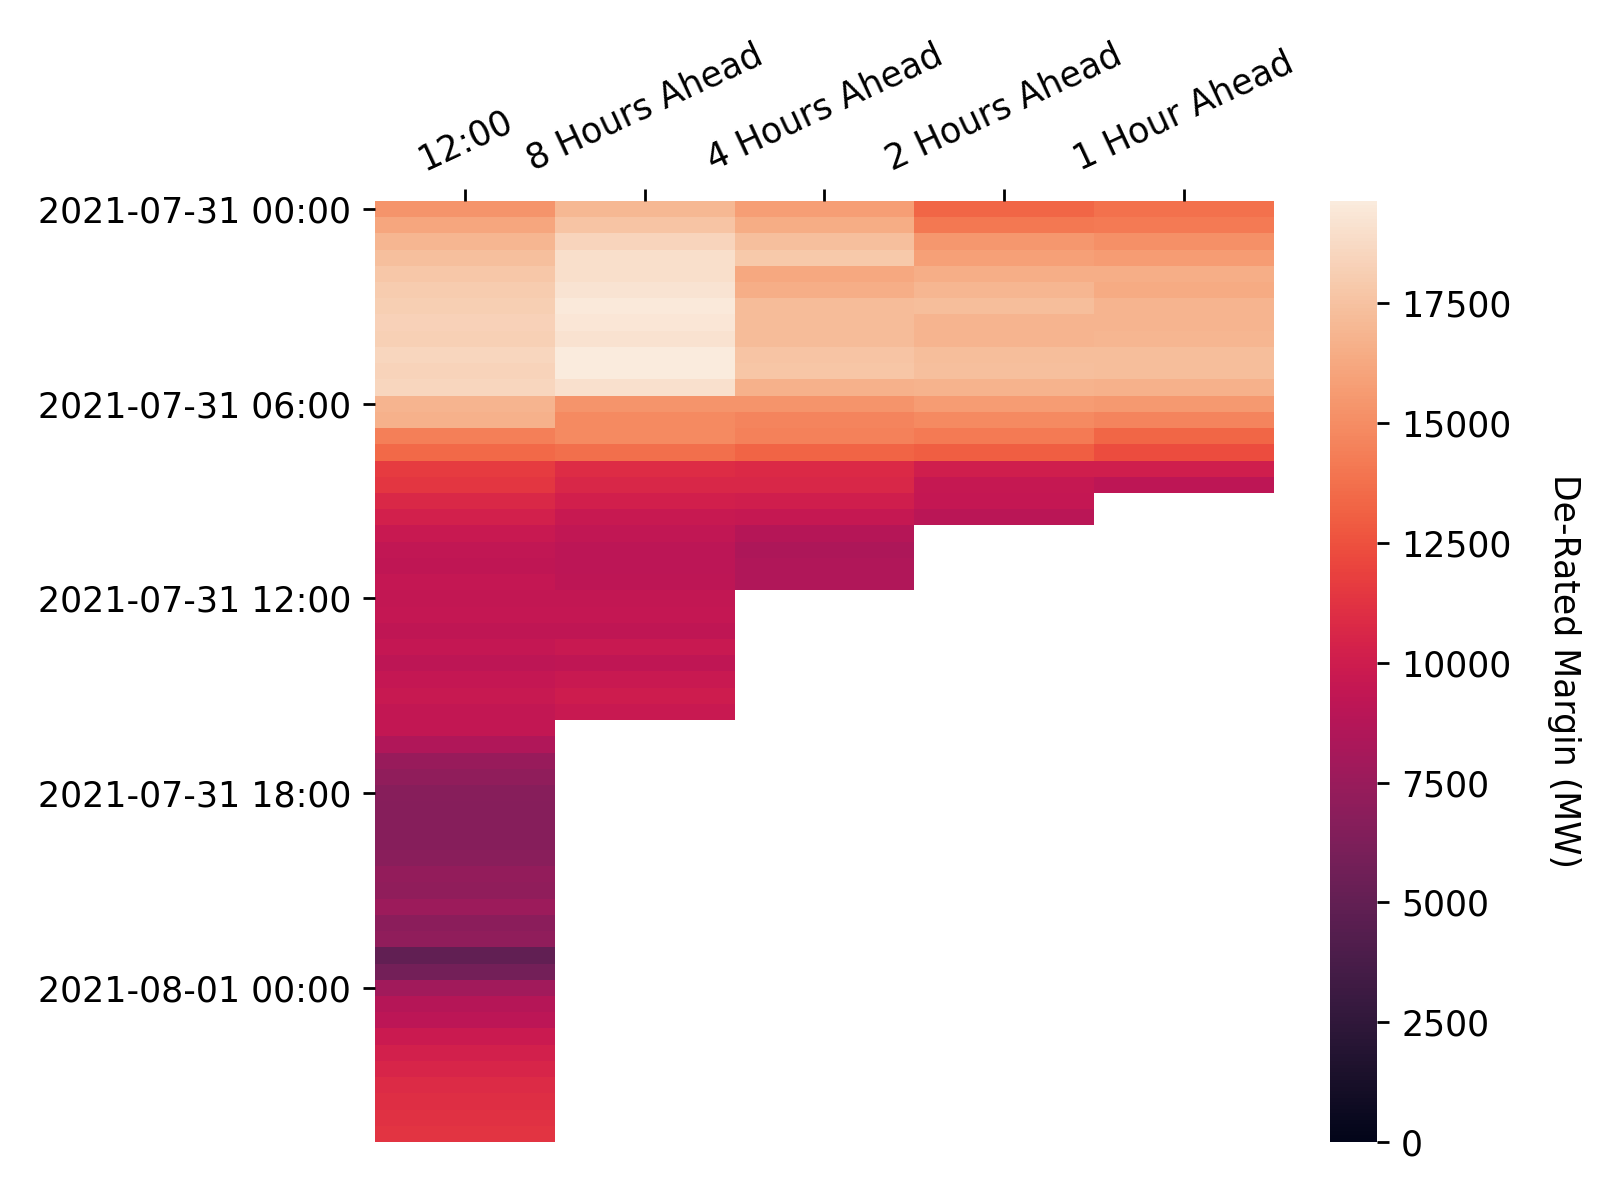 12:00
8 Hours Ahead
4 Hours Ahead
2 Hours Ahead
1 Hour Ahead
2021-07-31 00:00
2021-07-31 06:00
2021-07-31 12:00
2021-07-31 18:00
2021-08-01 00:00
17500
15000
12500
10000
7500
5000
2500
0
De-Rated Margin (MW)